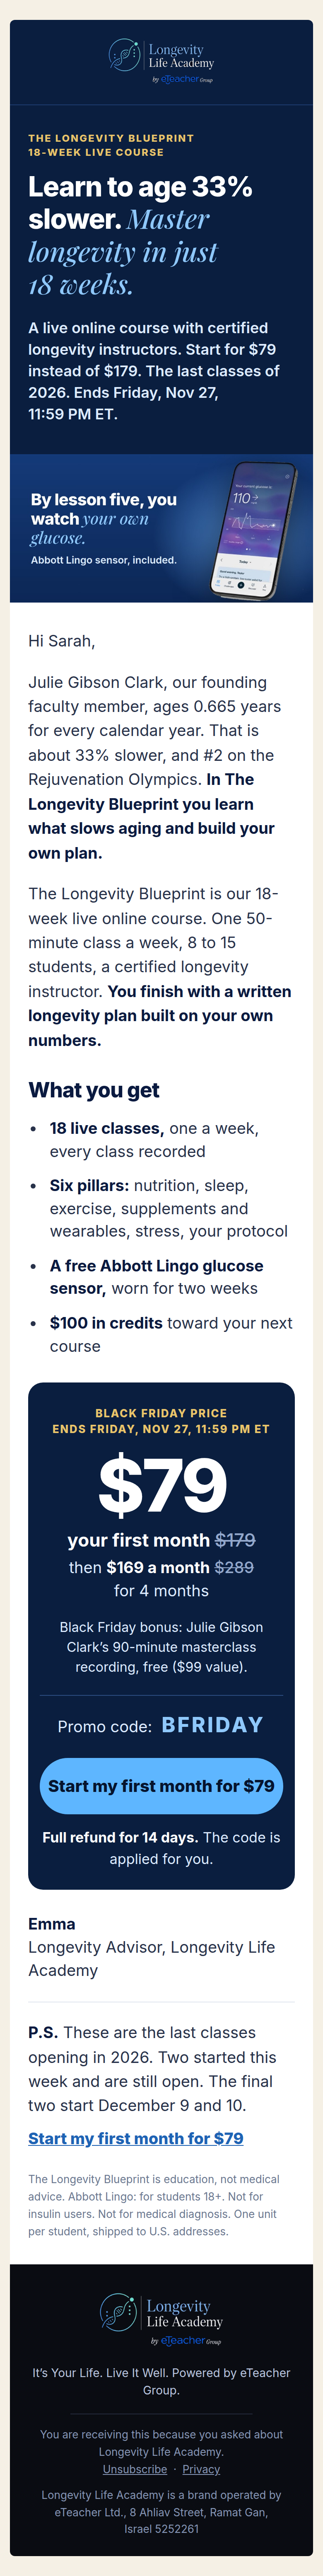 Longevity
Life Academy
by eTeacher Group
THE LONGEVITY BLUEPRINT
18-WEEK LIVE COURSE
Learn to age 33%
slower. Master
longevity in just
18 weeks.
A live online course with certified
longevity instructors. Start for $79
instead of $179. The last classes of
2026. Ends Friday, Nov 27,
11:59 PM ET.
By lesson five, you
watch your own
glucose.
Abbott Lingo sensor, included.
110
Today
Hi Sarah,
Julie Gibson Clark, our founding
faculty member, ages 0.665 years
for every calendar year. That is
about 33% slower, and #2 on the
Rejuvenation Olympics. In The
Longevity Blueprint you learn
what slows aging and build your
own plan.
The Longevity Blueprint is our 18-
week live online course. One 50-
minute class a week, 8 to 15
students, a certified longevity
instructor. You finish with a written
longevity plan built on your own
numbers.
What you get
• 18 live classes, one a week,
every class recorded
• Six pillars: nutrition, sleep,
exercise, supplements and
wearables, stress, your protocol
• A free Abbott Lingo glucose
sensor, worn for two weeks
• $100 in credits toward your next
course
BLACK FRIDAY PRICE
ENDS FRIDAY, NOV 27, 11:59 PM ET
$79
your first month $179
then $169 a month $289
for 4 months
Black Friday bonus: Julie Gibson
Clark’s 90-minute masterclass
recording, free ($99 value).
Promo code: BFRIDAY
Start my first month for $79
Full refund for 14 days. The code is
applied for you.
Emma
Longevity Advisor, Longevity Life
Academy
P.S. These are the last classes
opening in 2026. Two started this
week and are still open. The final
two start December 9 and 10.
Start my first month for $79
The Longevity Blueprint is education, not medical
advice. Abbott Lingo: for students 18+. Not for
insulin users. Not for medical diagnosis. One unit
per student, shipped to U.S. addresses.
Longevity
Life Academy
by eTeacher Group
It’s Your Life. Live It Well. Powered by eTeacher
Group.
You are receiving this because you asked about
Longevity Life Academy.
Unsubscribe · Privacy
Longevity Life Academy is a brand operated by
eTeacher Ltd., 8 Ahliav Street, Ramat Gan,
Israel 5252261